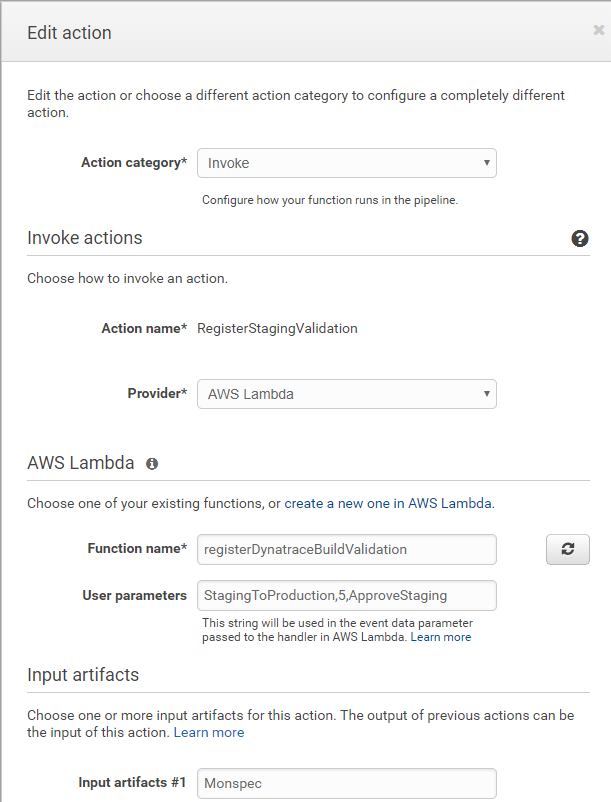 Edit action
×
Edit the action or choose a different action category to configure a completely different
action.
Action category* Invoke
Configure how your function runs in the pipeline.
Invoke actions
?
Choose how to invoke an action.
Action name* RegisterStagingValidation
Provider* AWS Lambda
AWS Lambda i
Choose one of your existing functions, or create a new one in AWS Lambda.
Function name* registerDynatraceBuildValidation
User parameters StagingToProduction,5,ApproveStaging
This string will be used in the event data parameter
passed to the handler in AWS Lambda. Learn more
Input artifacts
Choose one or more input artifacts for this action. The output of previous actions can be
the input of this action. Learn more
Input artifacts #1 Monspec